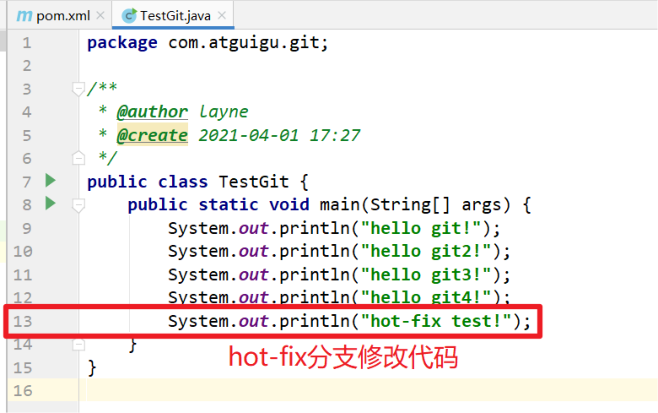 pom.xml TestGit.java
1 package com.atguigu.git;
2
3 /**
4 * @author layne
5 * @create 2021-04-01 17:27
6 */
7 public class TestGit {
8 public static void main(String[] args) {
9 System.out.println("hello git!");
10 System.out.println("hello git2!");
11 System.out.println("hello git3!");
12 System.out.println("hello git4!");
13 System.out.println("hot-fix test!");
14 }
hot-fix分支修改代码
15 }
16